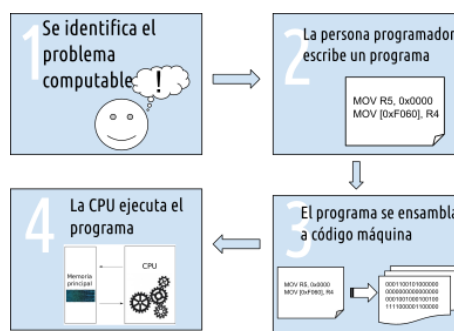 1
Se identifica el
problema
computable
!
2
La persona programador
escribe un programa
MOV R5, 0x0000
MOV [0xF060], R4
3
El programa se ensambla
a código máquina
MOV R5, 0x0000
MOV [0xF060], R4
0001100101000000
0000000000000000
0001001000100100
1111000001100000
4
La CPU ejecuta el
programa
Memoria
principal
CPU